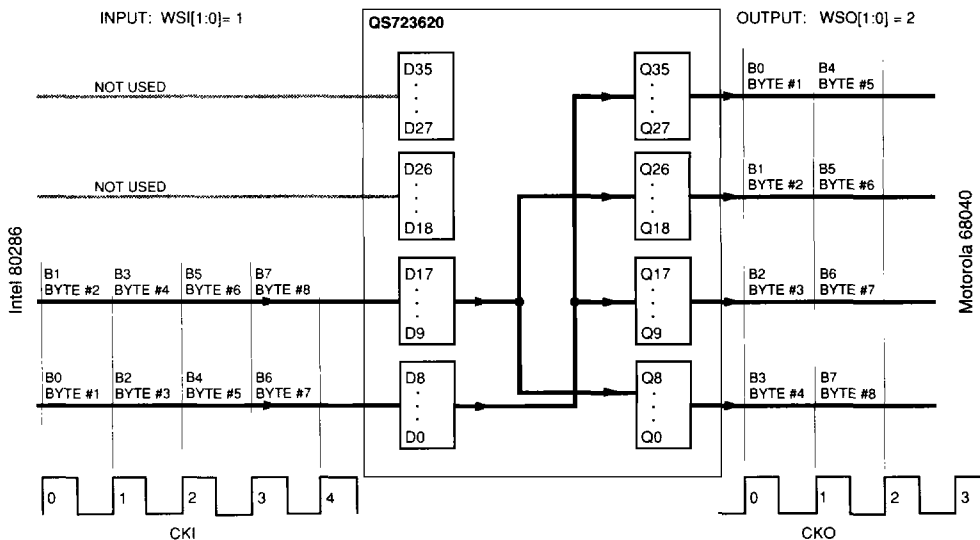 INPUT: WSI[1:0]= 1
QS723620
OUTPUT: WSO[1:0] = 2
NOT USED
D35
D27
Q35
Q27
B0
BYTE #1
B4
BYTE #5
NOT USED
D26
D18
Q26
Q18
B1
BYTE #2
B5
BYTE #6
Intel 80286
Motorola 68040
B1
BYTE #2
B3
BYTE #4
B5
BYTE #6
B7
BYTE #8
D17
D9
Q17
Q9
B2
BYTE #3
B6
BYTE #7
B0
BYTE #1
B2
BYTE #3
B4
BYTE #5
B6
BYTE #7
D8
D0
Q8
Q0
B3
BYTE #4
B7
BYTE #8
0 1 2 3 4
CKI
0 1 2 3
CKO